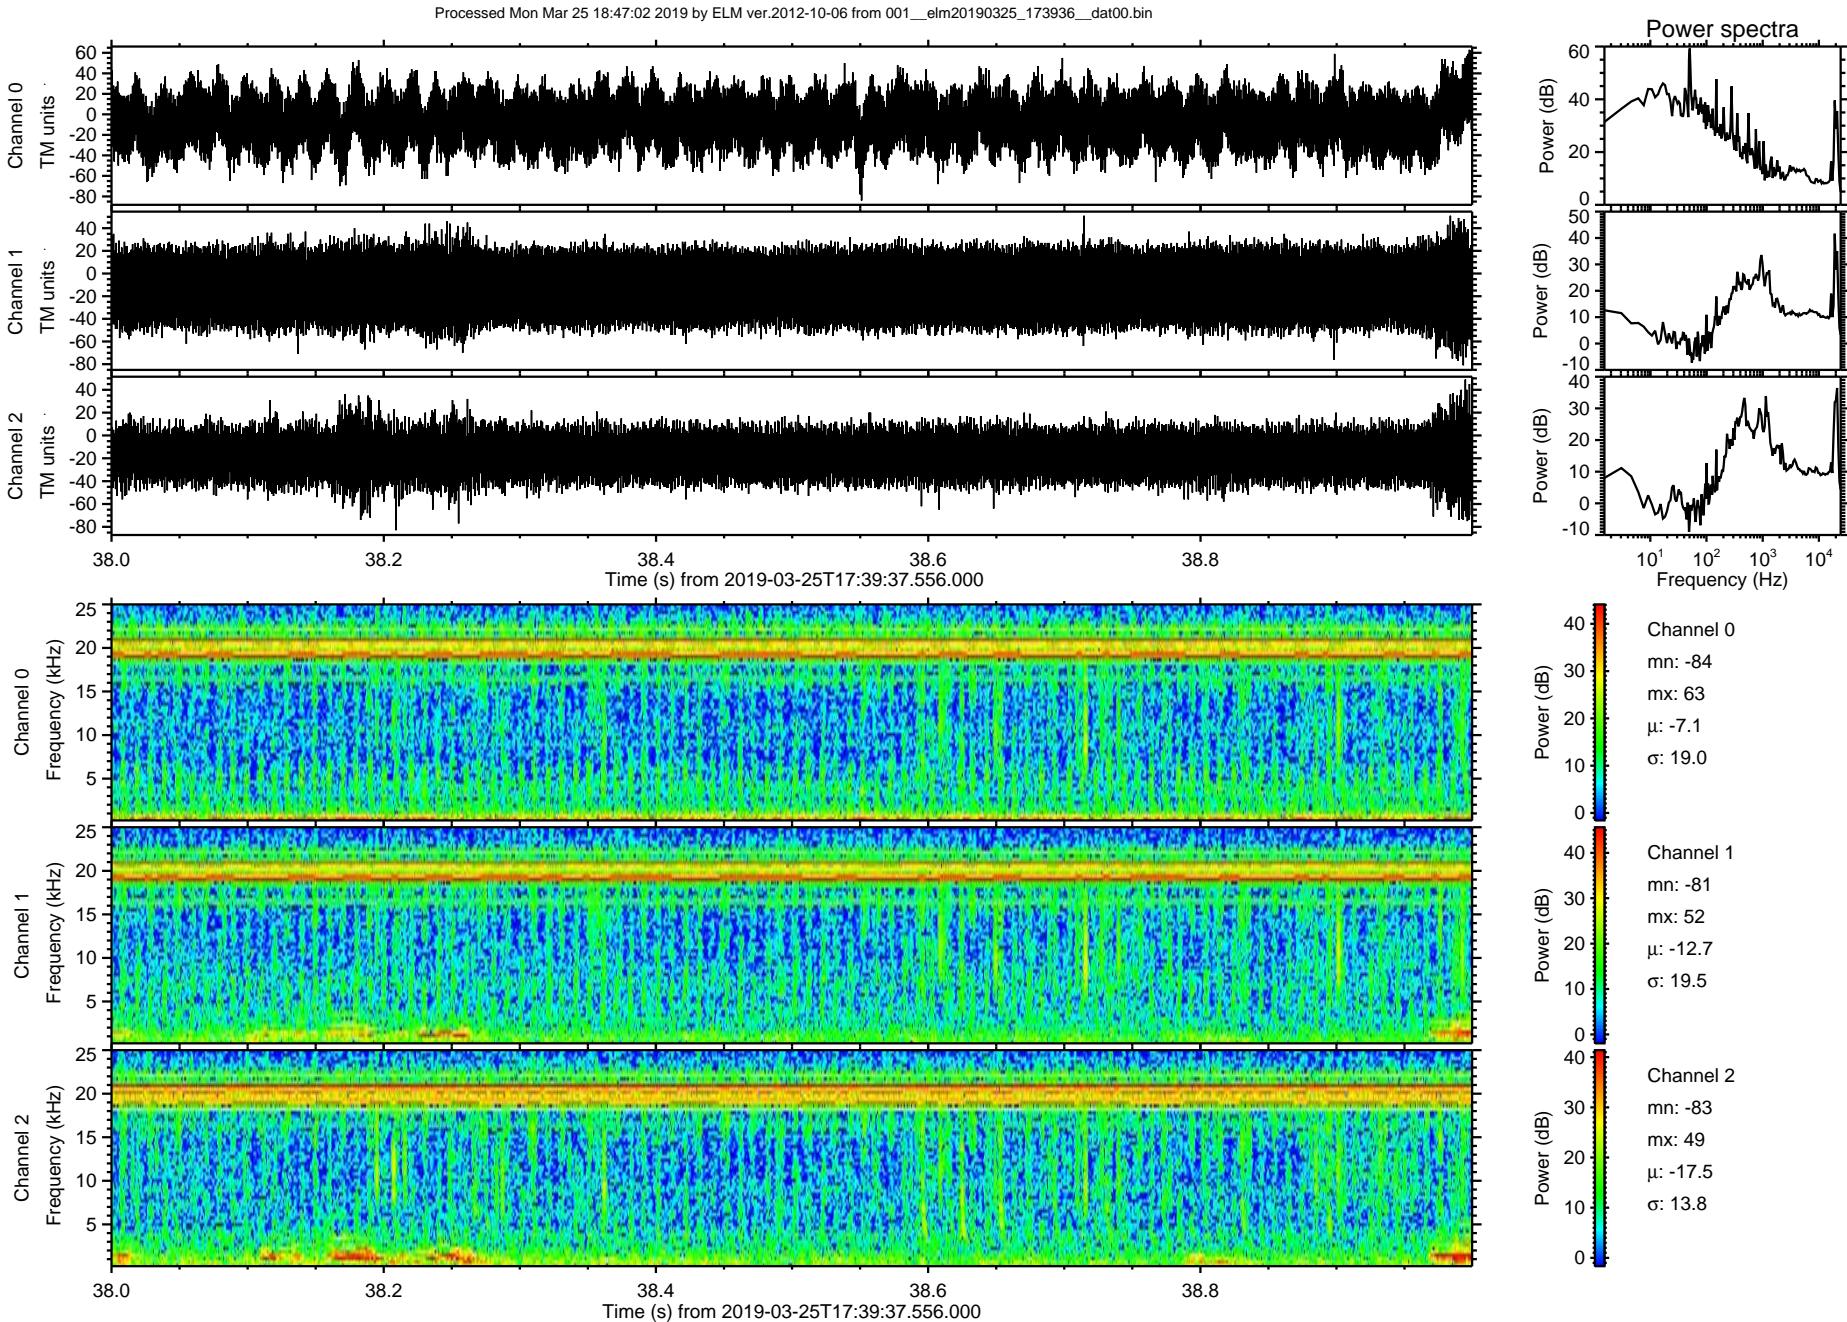 Processed Mon Mar 25 18:47:02 2019 by ELM ver.2012-10-06 from 001__elm20190325_173936__dat00.bin
Power spectra
Channel 0
TM units
60
40
20
0
-20
-40
-60
-80
Power (dB)
60
40
20
0
Channel 1
TM units
40
20
0
-20
-40
-60
-80
Power (dB)
50
40
30
20
10
0
-10
Channel 2
TM units
40
20
0
-20
-40
-60
-80
Power (dB)
40
30
20
10
0
-10
38.0 38.2 38.4 38.6 38.8
Time (s) from 2019-03-25T17:39:37.556.000
10¹ 10² 10³ 10⁴
Frequency (Hz)
Channel 0
Frequency (kHz)
25
20
15
10
5
Power (dB)
40
30
20
10
0
Channel 0
mn: -84
mx: 63
μ: -7.1
σ: 19.0
Channel 1
Frequency (kHz)
25
20
15
10
5
Power (dB)
40
30
20
10
0
Channel 1
mn: -81
mx: 52
μ: -12.7
σ: 19.5
Channel 2
Frequency (kHz)
25
20
15
10
5
Power (dB)
40
30
20
10
0
Channel 2
mn: -83
mx: 49
μ: -17.5
σ: 13.8
38.0 38.2 38.4 38.6 38.8
Time (s) from 2019-03-25T17:39:37.556.000